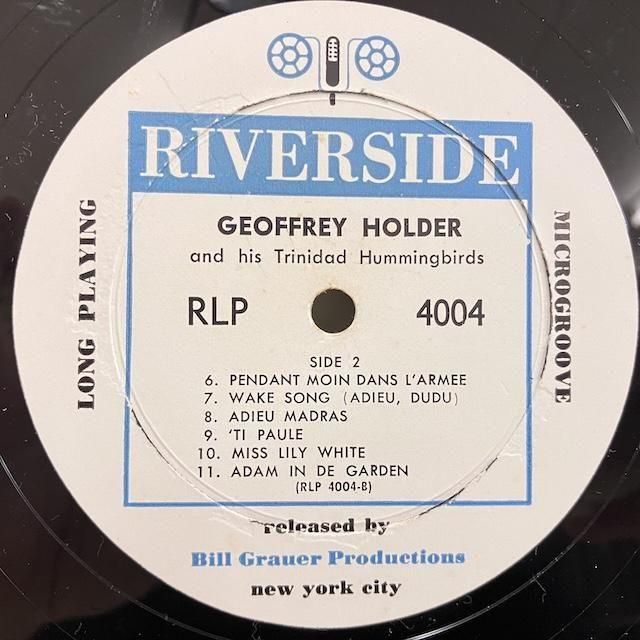 RIVERSIDE
GEOFFREY HOLDER
and his Trinidad Hummingbirds
RLP 4004
LONG PLAYING
MICROGROOVE
SIDE 2
6. PENDANT MOIN DANS L'ARMEE
7. WAKE SONG (ADIEU, DUDU)
8. ADIEU MADRAS
9. 'TI PAULE
10. MISS LILY WHITE
11. ADAM IN DE GARDEN
(RLP 4004-B)
released by
Bill Grauer Productions
new york city